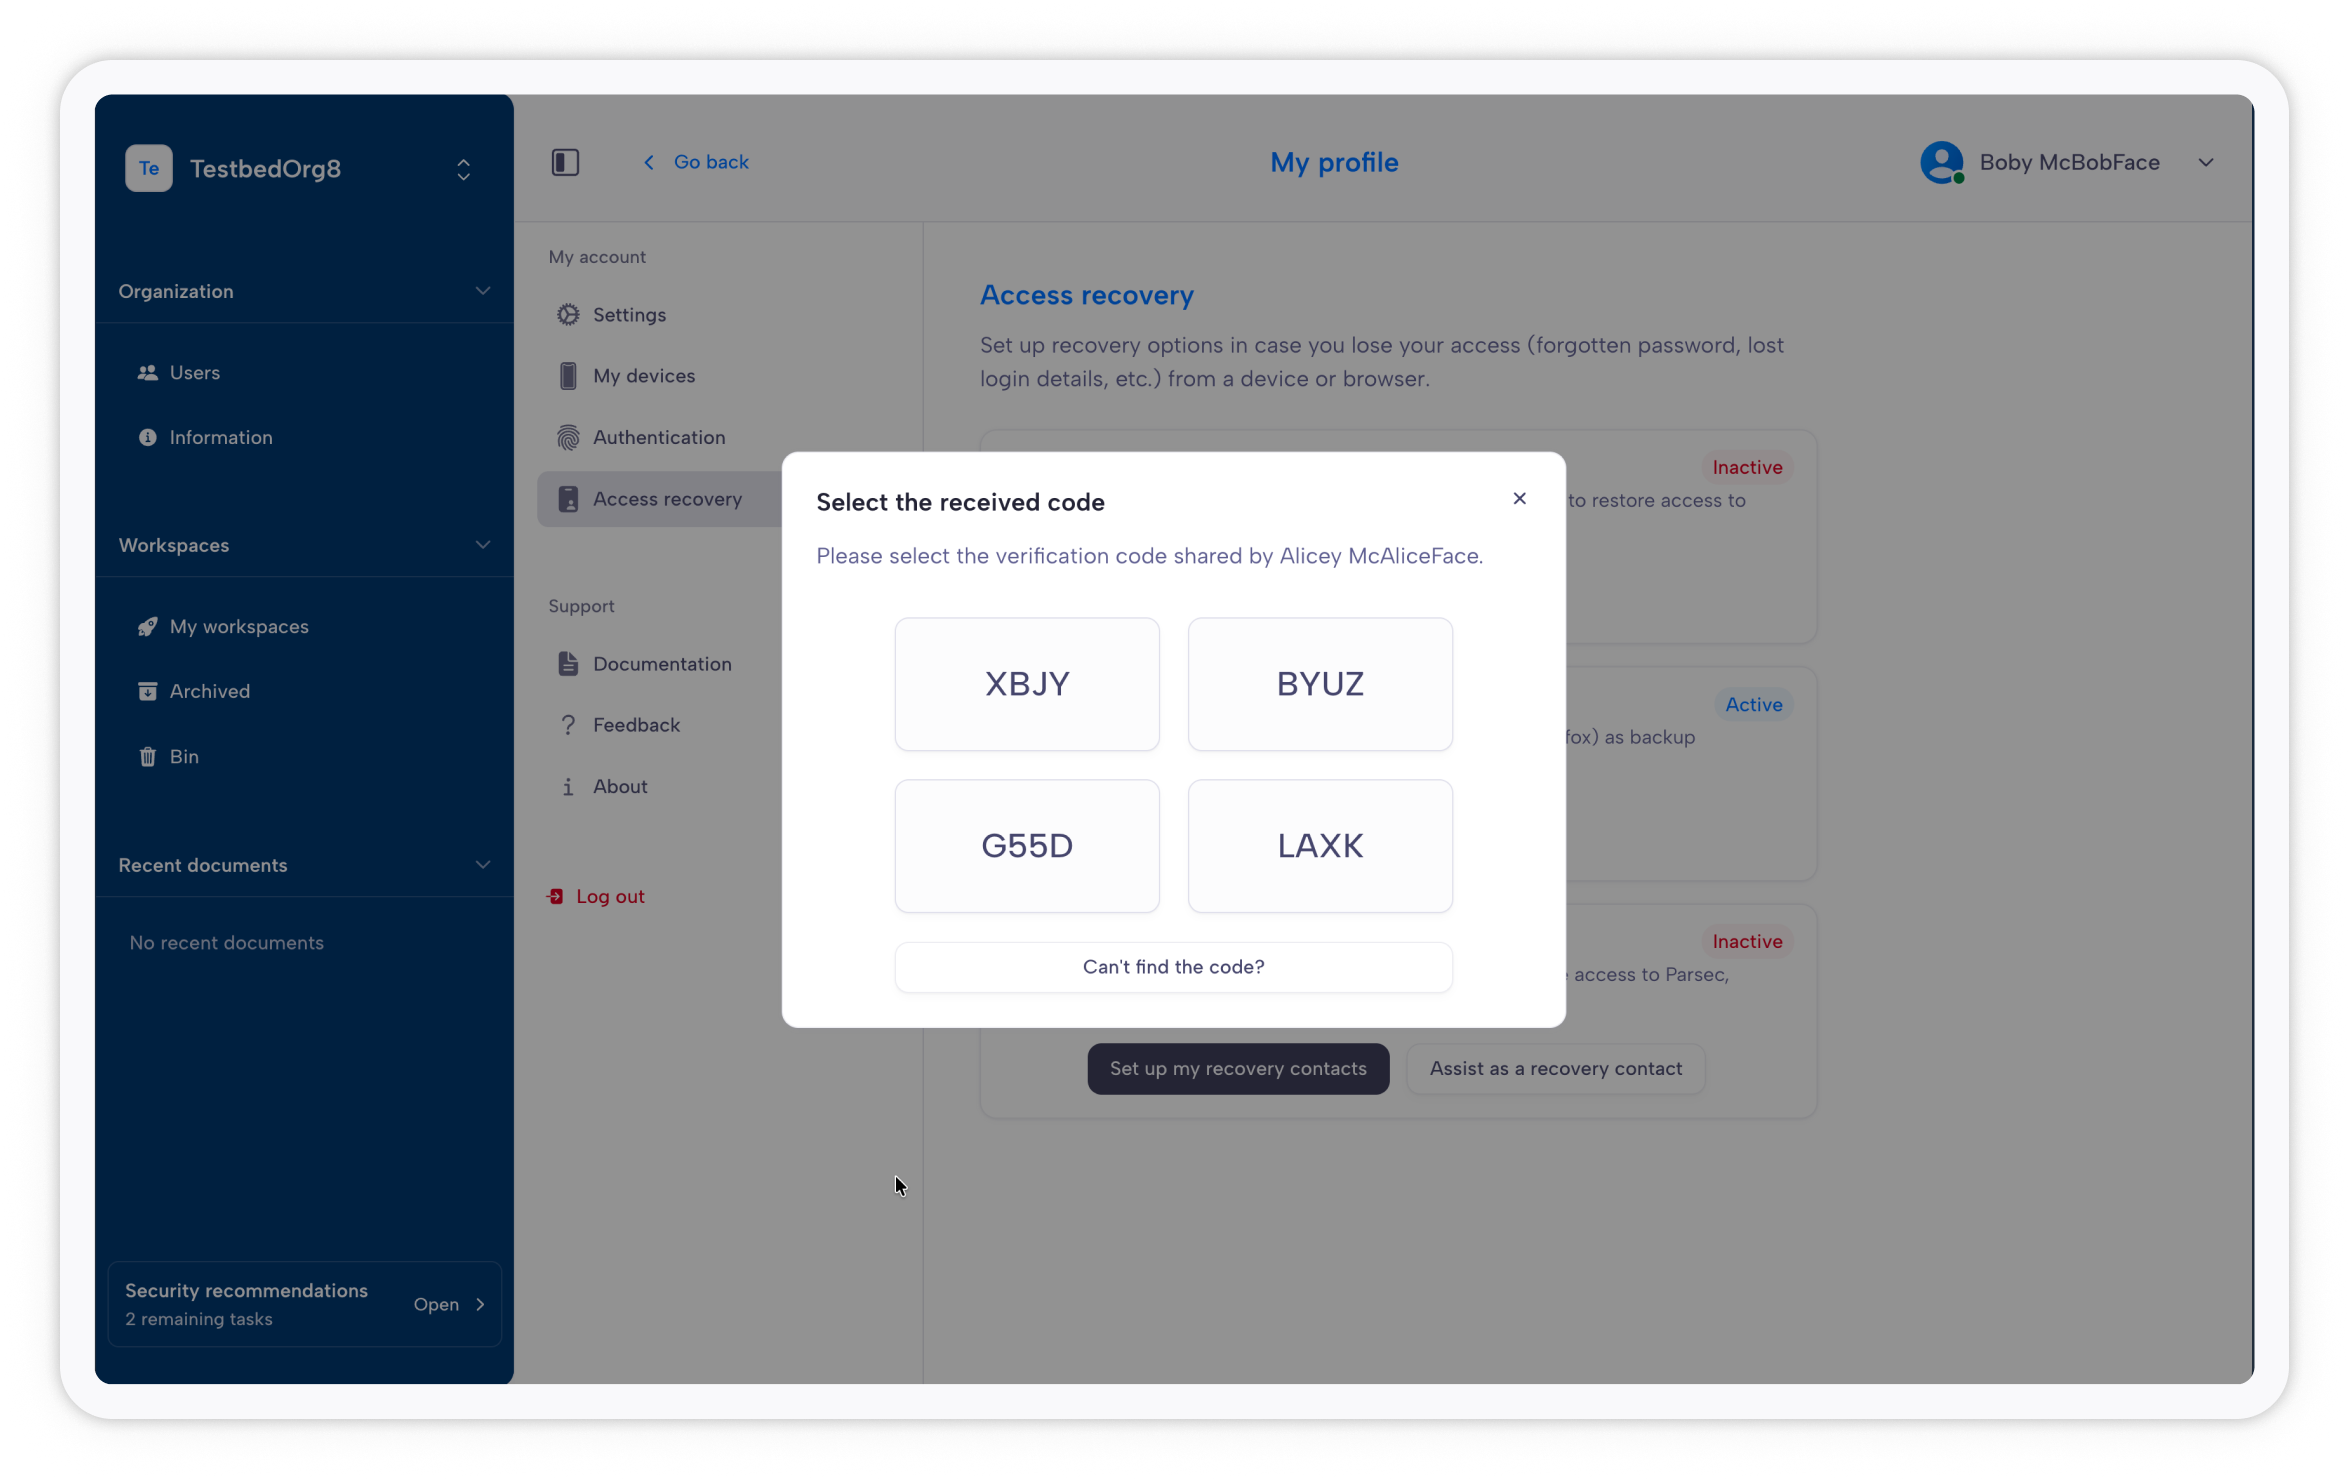 Te
TestbedOrg8
Organization
Users
Information
Workspaces
My workspaces
Archived
Bin
Recent documents
No recent documents
Security recommendations
2 remaining tasks
Open
Go back
My profile
Boby McBobFace
My account
Settings
My devices
Authentication
Access recovery
Support
Documentation
Feedback
About
Log out
Access recovery
Set up recovery options in case you lose your access (forgotten password, lost
login details, etc.) from a device or browser.
Inactive
to restore access to
Active
fox) as backup
Inactive
access to Parsec,
Set up my recovery contacts
Assist as a recovery contact
Select the received code
Please select the verification code shared by Alicey McAliceFace.
XBJY
BYUZ
G55D
LAXK
Can't find the code?